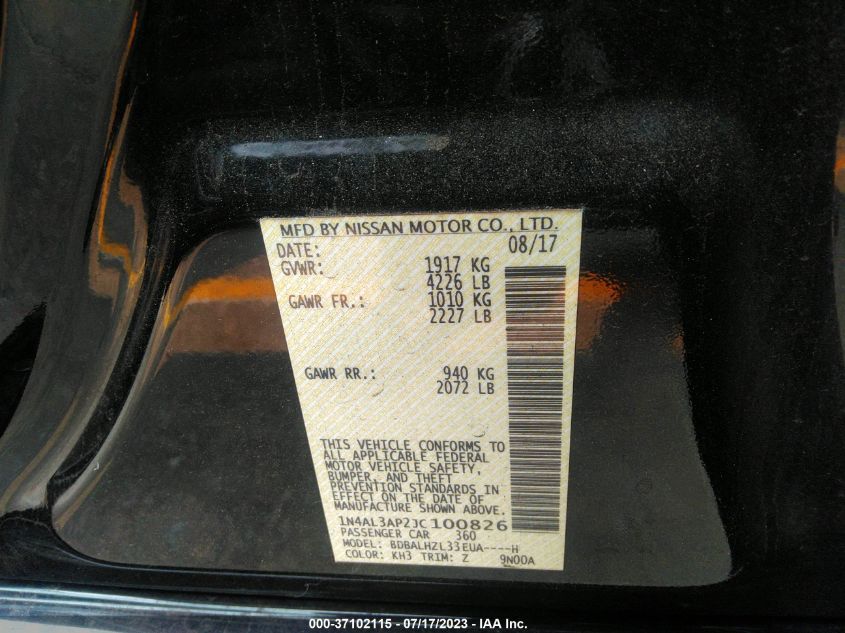 MFD BY NISSAN MOTOR CO., LTD.
DATE: 08/17
GVWR: 1917 KG
4226 LB
GAWR FR.: 1010 KG
2227 LB
GAWR RR.: 940 KG
2072 LB
THIS VEHICLE CONFORMS TO
ALL APPLICABLE FEDERAL
MOTOR VEHICLE SAFETY,
BUMPER, AND THEFT
PREVENTION STANDARDS IN
EFFECT ON THE DATE OF
MANUFACTURE SHOWN ABOVE.
1N4AL3AP2JC100826
PASSENGER CAR 360
MODEL: BDBALHZL33EUA----H
COLOR: KH3 TRIM: Z 9N00A
000-37102115 - 07/17/2023 - IAA Inc.